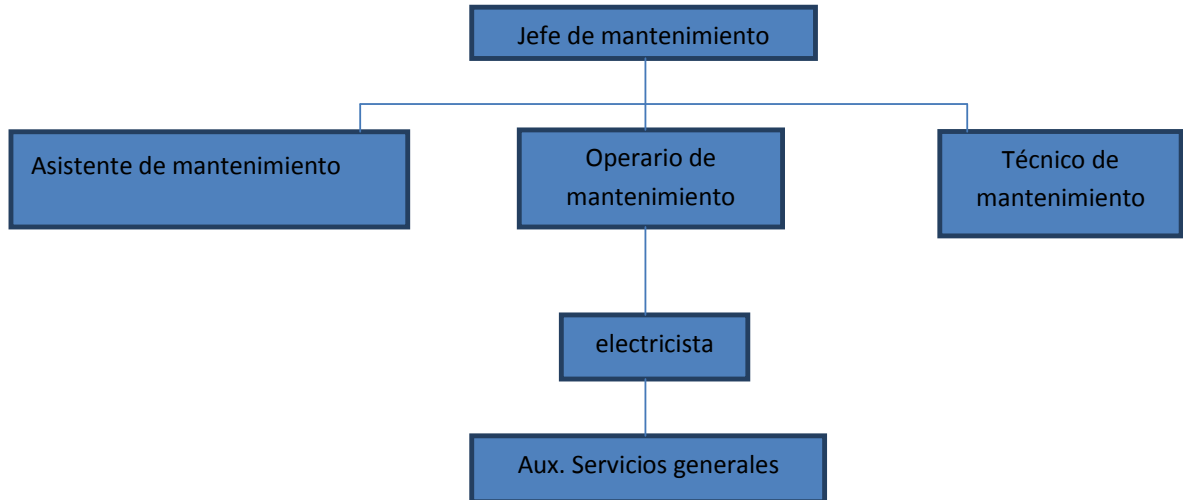 Jefe de mantenimiento
Asistente de mantenimiento
Operario de
mantenimiento
Técnico de
mantenimiento
electricista
Aux. Servicios generales